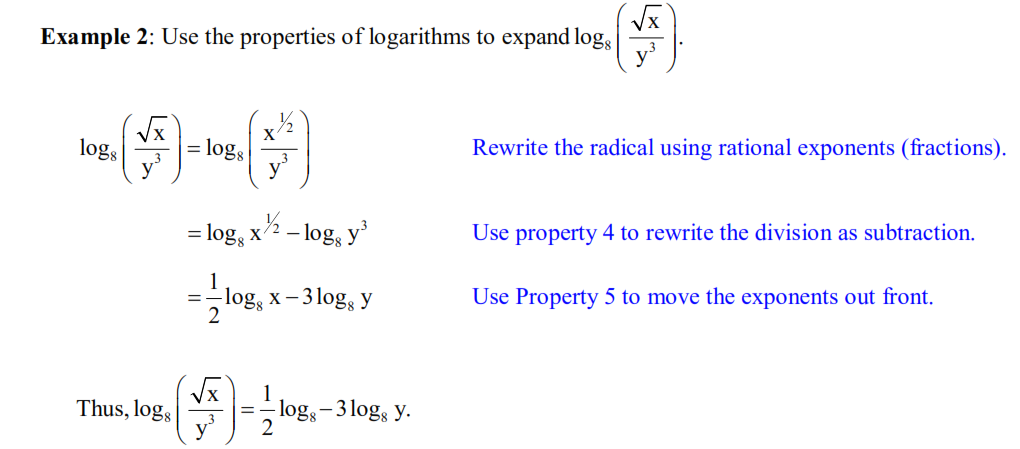 Example 2: Use the properties of logarithms to expand log₈(√x/y³).
log₈(√x/y³) = log₈(x^½/y³) Rewrite the radical using rational exponents (fractions).
= log₈ x^½ – log₈ y³ Use property 4 to rewrite the division as subtraction.
= 1/2 log₈ x – 3 log₈ y Use Property 5 to move the exponents out front.
Thus, log₈(√x/y³) = 1/2 log₈ – 3 log₈ y.